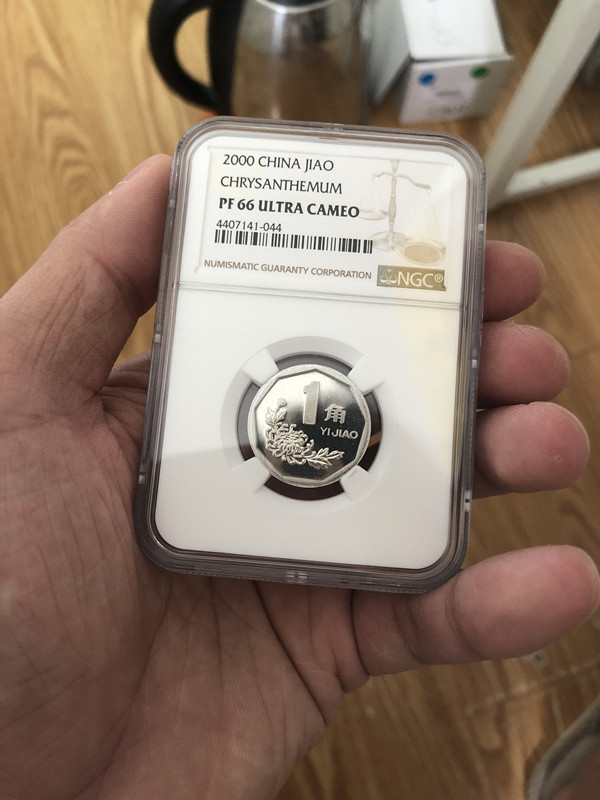 2000 CHINA JIAO
CHRYSANTHEMUM
PF 66 ULTRA CAMEO
4407141-044
NUMISMATIC GUARANTY CORPORATION NGC®
1角
YI JIAO